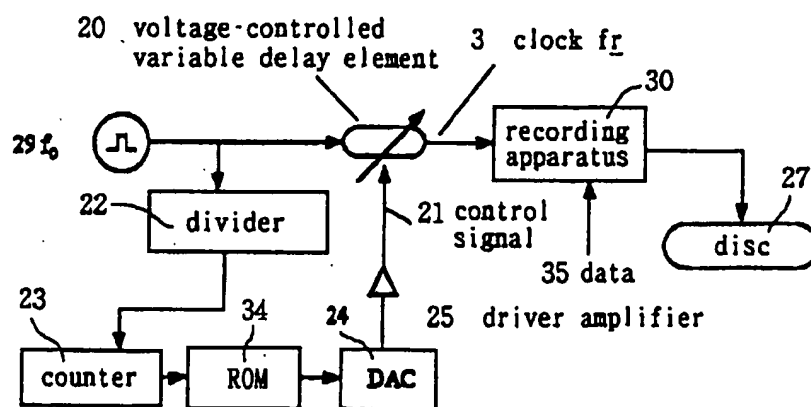 20 voltage-controlled
variable delay element
3 clock fr
30
29 f₀
recording
apparatus
27
22
divider
21 control
signal
disc
35 data
23
34
24
25 driver amplifier
counter
ROM
DAC